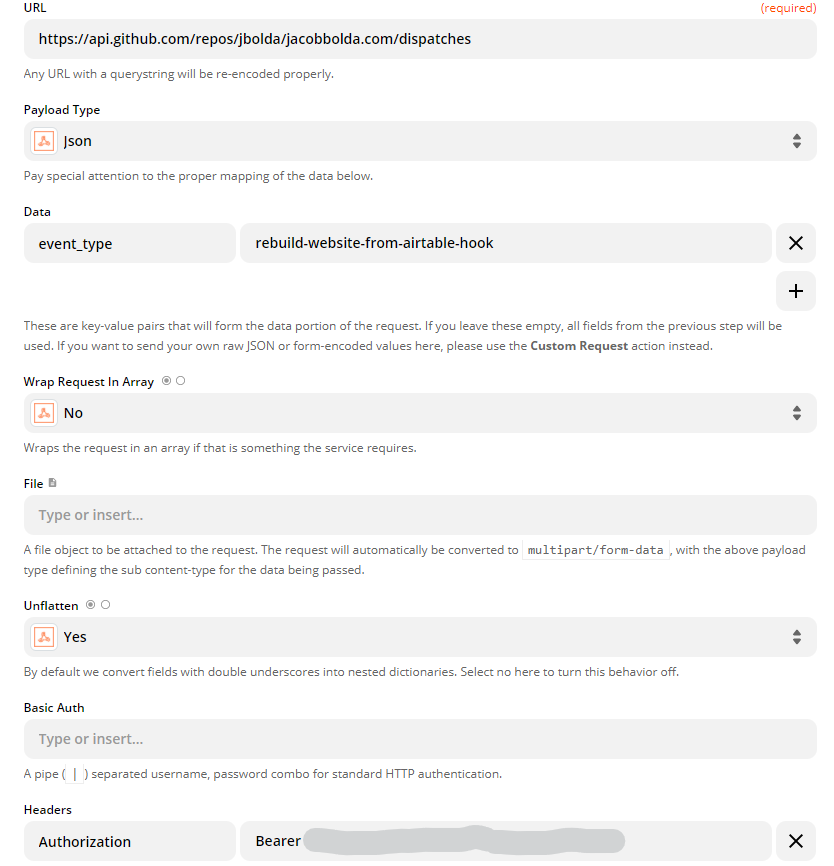 URL (required)
https://api.github.com/repos/jbolda/jacobbolda.com/dispatches
Any URL with a querystring will be re-encoded properly.
Payload Type
Json
Pay special attention to the proper mapping of the data below.
Data
event_type rebuild-website-from-airtable-hook
These are key-value pairs that will form the data portion of the request. If you leave these empty, all fields from the previous step will be
used. If you want to send your own raw JSON or form-encoded values here, please use the Custom Request action instead.
Wrap Request In Array
No
Wraps the request in an array if that is something the service requires.
File
Type or insert...
A file object to be attached to the request. The request will automatically be converted to multipart/form-data , with the above payload
type defining the sub content-type for the data being passed.
Unflatten
Yes
By default we convert fields with double underscores into nested dictionaries. Select no here to turn this behavior off.
Basic Auth
Type or insert...
A pipe ( | ) separated username, password combo for standard HTTP authentication.
Headers
Authorization Bearer